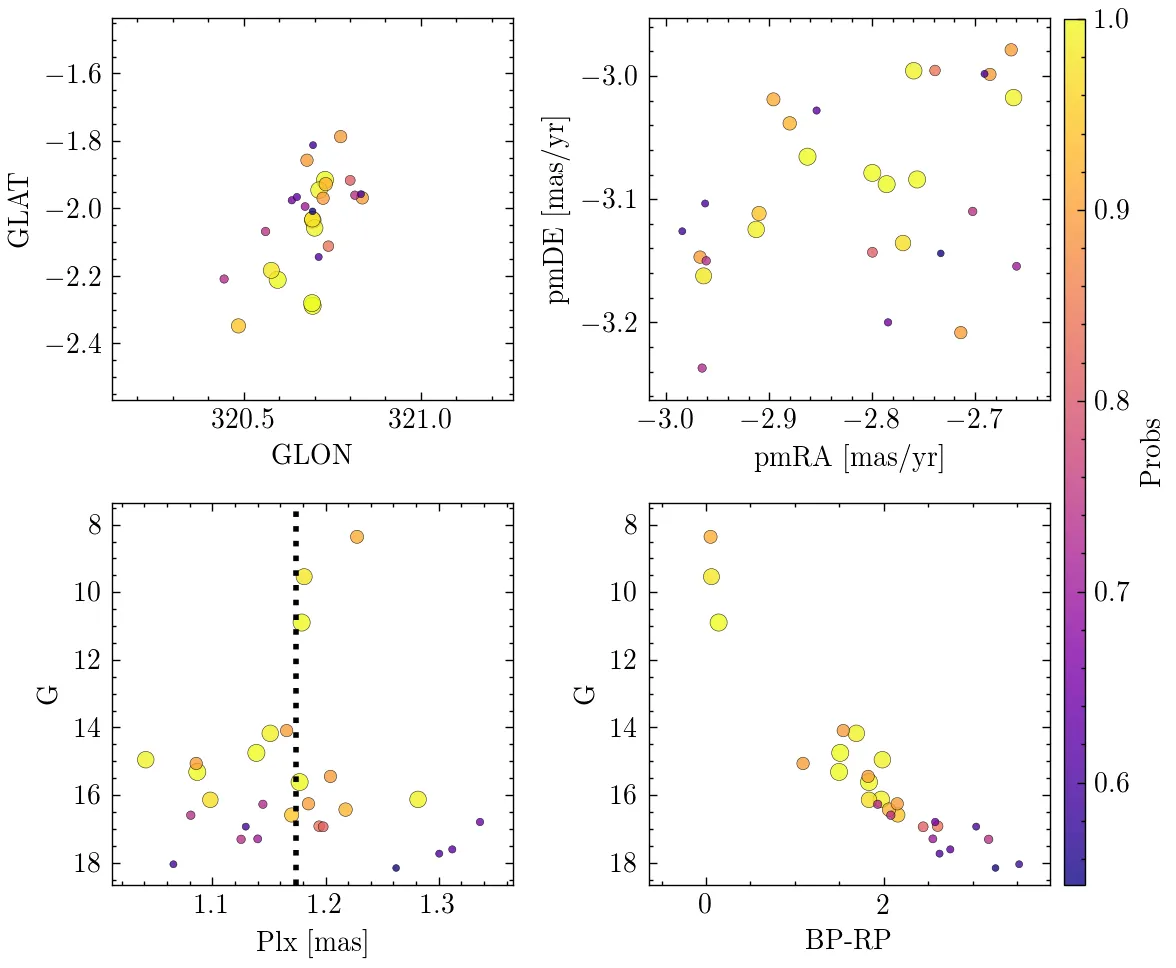 −1.6
−1.8
−2.0
−2.2
−2.4
GLAT
320.5 321.0
GLON
−3.0
−3.1
−3.2
pmDE [mas/yr]
−3.0 −2.9 −2.8 −2.7
pmRA [mas/yr]
8
10
12
14
16
18
G
1.1 1.2 1.3
Plx [mas]
8
10
12
14
16
18
G
0 2
BP-RP
1.0
0.9
0.8
0.7
0.6
Probs